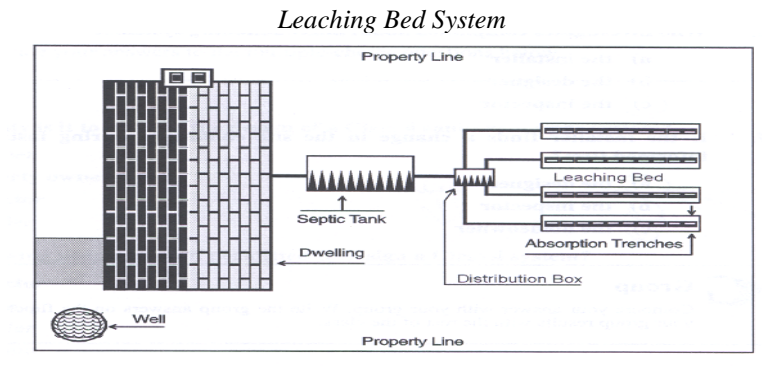 Leaching Bed System
Property Line
Leaching Bed
Septic Tank
Absorption Trenches
Dwelling
Distribution Box
Well
Property Line